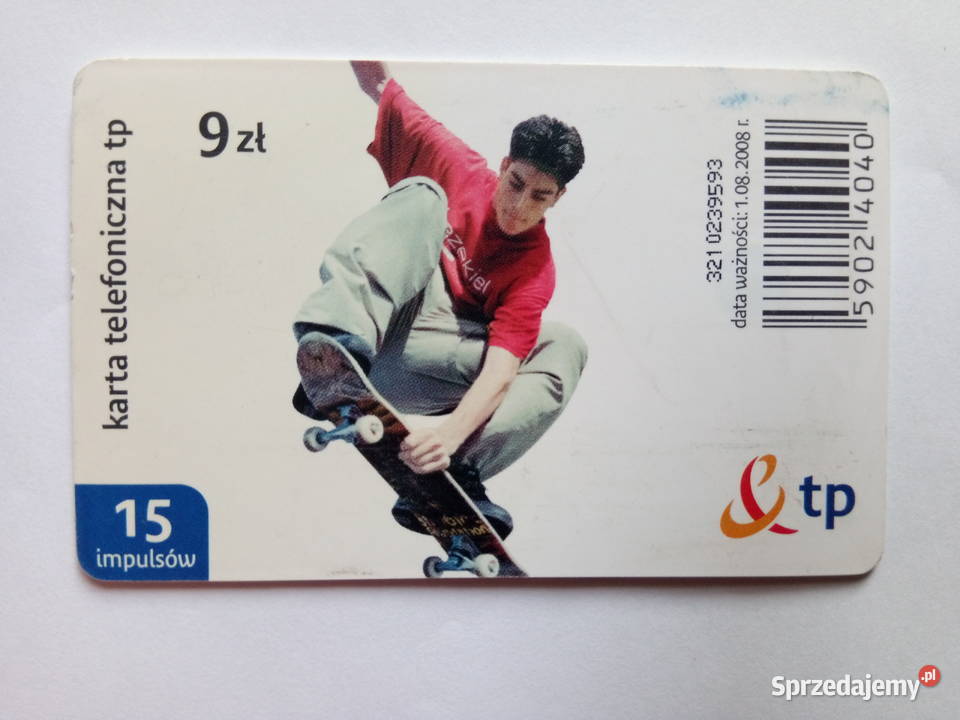 karta telefoniczna tp
9 zł
ezekiel
321 0239593
data ważności: 1.08.2008 r.
5902 4040
tp
15
impulsów
Sprzedajemy.pl